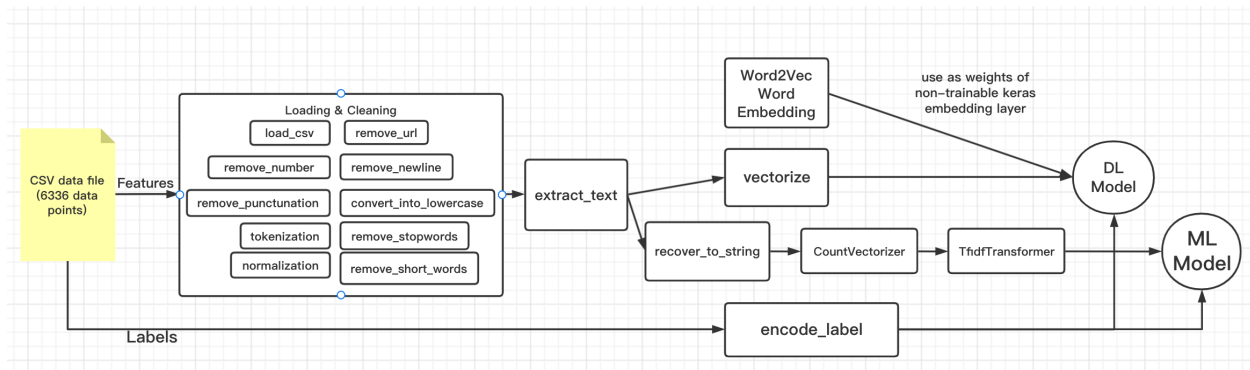 CSV data file
(6336 data
points)
Features
Loading & Cleaning
load_csv
remove_url
remove_number
remove_newline
remove_punctunation
convert_into_lowercase
tokenization
remove_stopwords
normalization
remove_short_words
extract_text
Word2Vec
Word
Embedding
use as weights of
non-trainable keras
embedding layer
vectorize
DL
Model
recover_to_string
CountVectorizer
TfidfTransformer
ML
Model
encode_label
Labels